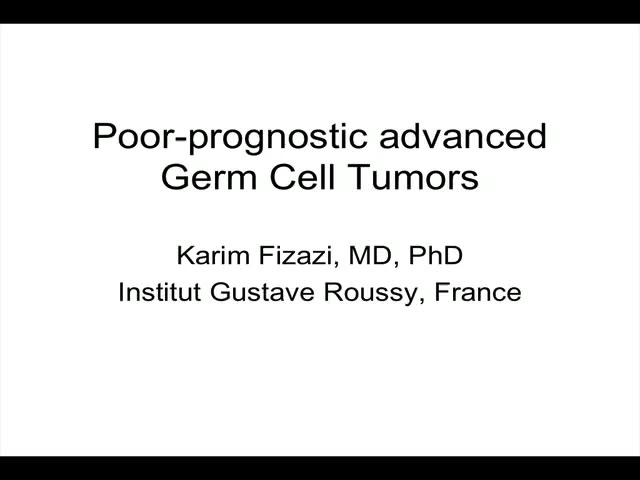 Poor-prognostic advanced
Germ Cell Tumors
Karim Fizazi, MD, PhD
Institut Gustave Roussy, France